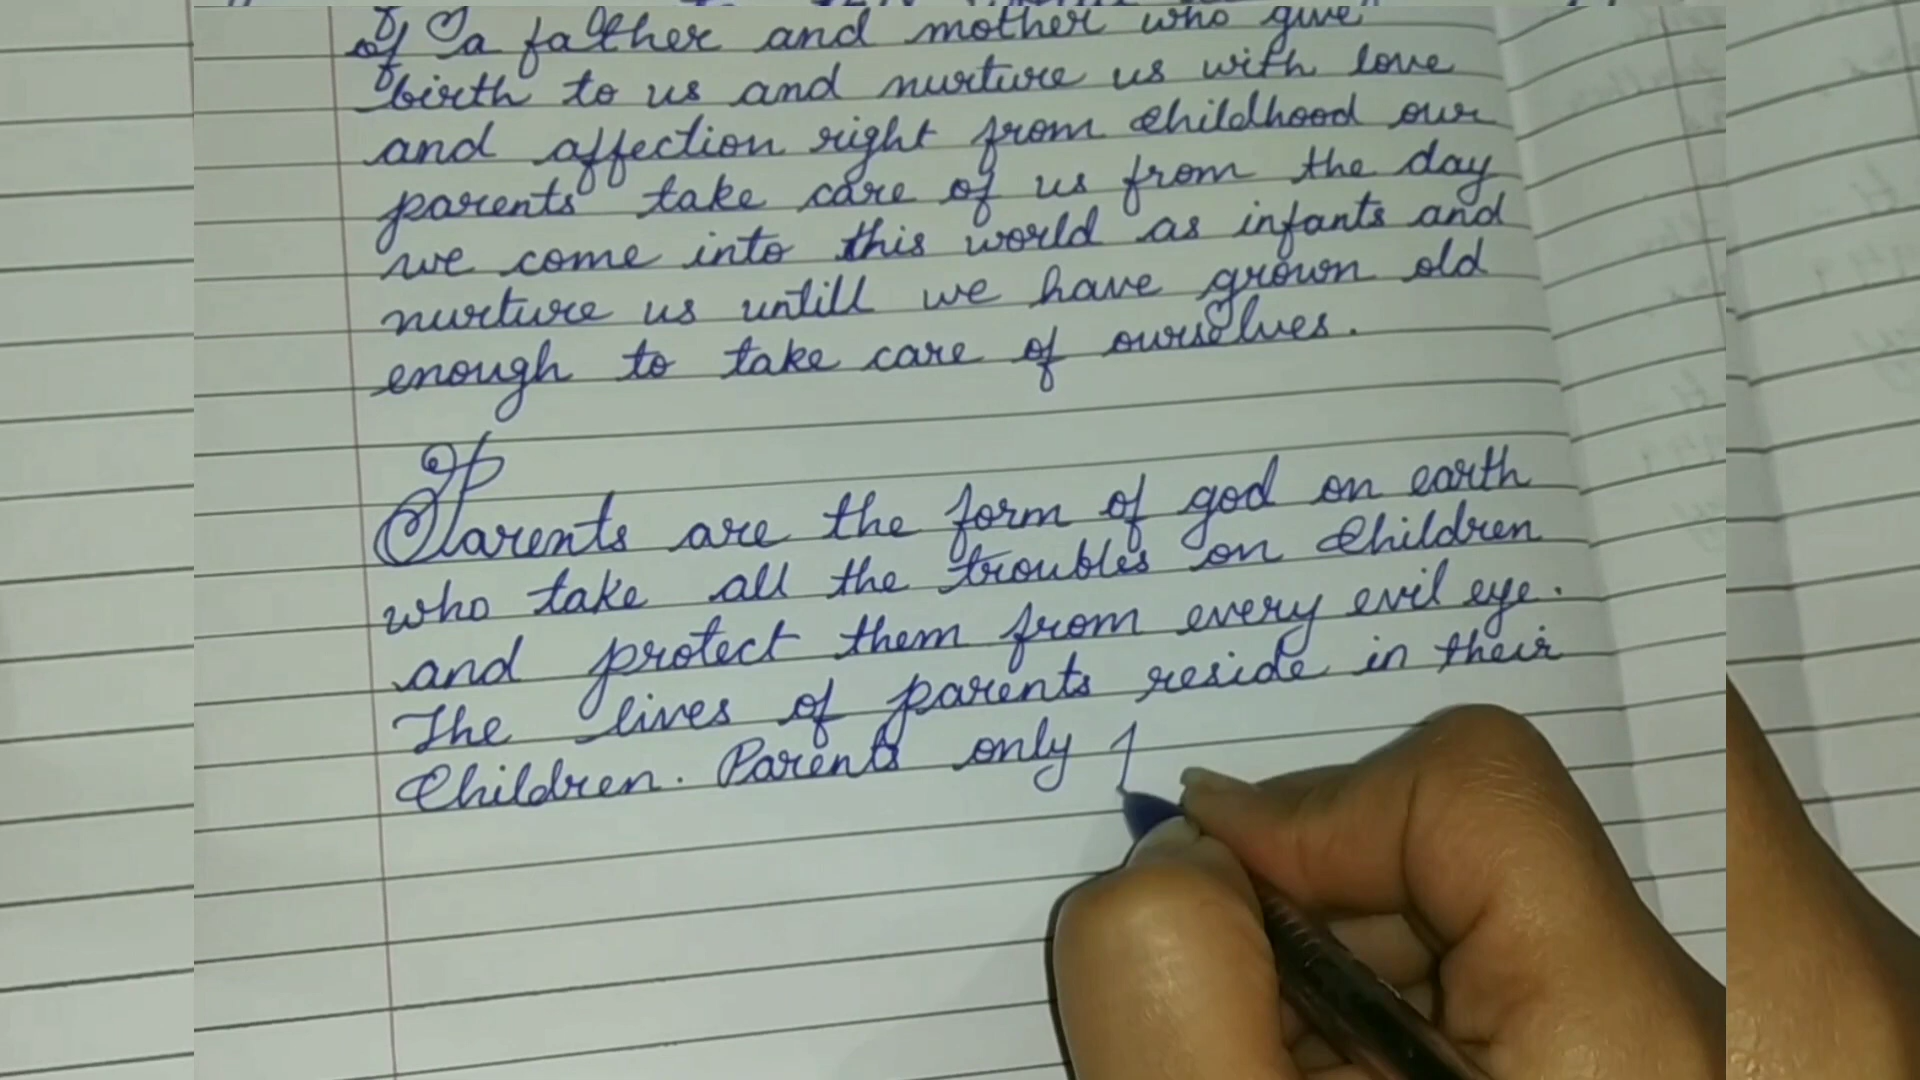 of a father and mother who give
birth to us and nurture us with love
and affection right from childhood our
parents take care of us from the day
we come into this world as infants and
nurture us untill we have grown old
enough to take care of ourselves.
Parents are the form of god on earth
who take all the troubles on Children
and protect them from every evil eye.
The lives of parents reside in their
Children. Parents only